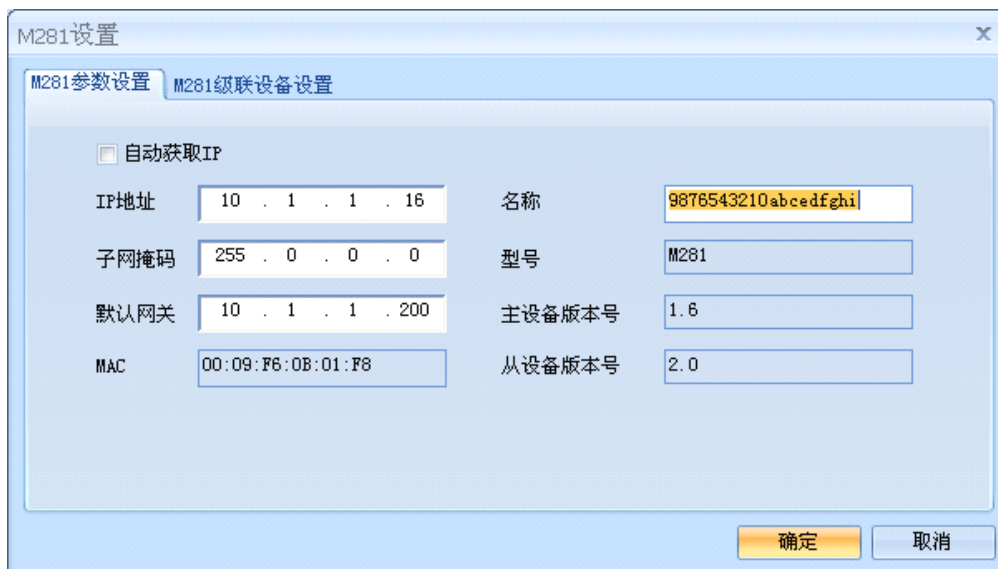 M281设置
M281参数设置 M281级联设备设置
自动获取IP
IP地址 10 . 1 . 1 . 16 名称 9876543210abcedfghi
子网掩码 255 . 0 . 0 . 0 型号 M281
默认网关 10 . 1 . 1 . 200 主设备版本号 1.6
MAC 00:09:F6:0B:01:F8 从设备版本号 2.0
确定 取消